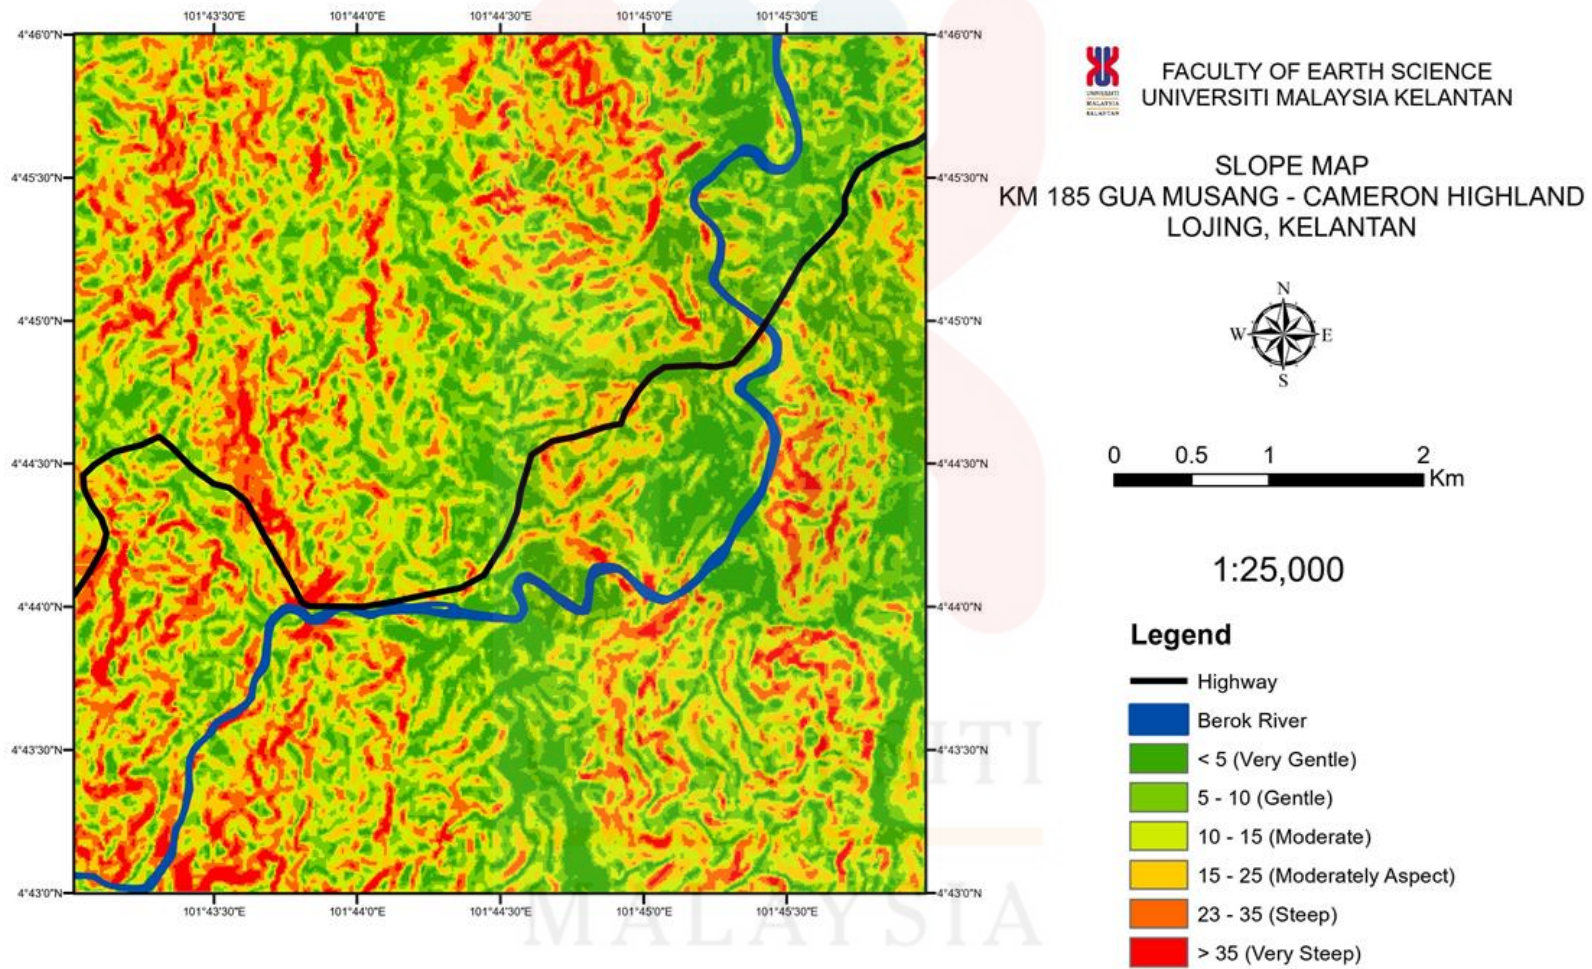 101°43'30"E 101°44'0"E 101°44'30"E 101°45'0"E 101°45'30"E
4°46'0"N 4°46'0"N
4°45'30"N 4°45'30"N
4°45'0"N 4°45'0"N
4°44'30"N 4°44'30"N
4°44'0"N 4°44'0"N
4°43'30"N 4°43'30"N
4°43'0"N 4°43'0"N
101°43'30"E 101°44'0"E 101°44'30"E 101°45'0"E 101°45'30"E
UNIVERSITI
MALAYSIA
KELANTAN
FACULTY OF EARTH SCIENCE
UNIVERSITI MALAYSIA KELANTAN
SLOPE MAP
KM 185 GUA MUSANG - CAMERON HIGHLAND
LOJING, KELANTAN
N
W E
S
0 0.5 1 2
Km
1:25,000
Legend
Highway
Berok River
< 5 (Very Gentle)
5 - 10 (Gentle)
10 - 15 (Moderate)
15 - 25 (Moderately Aspect)
23 - 35 (Steep)
> 35 (Very Steep)
ITI
MALAYSIA